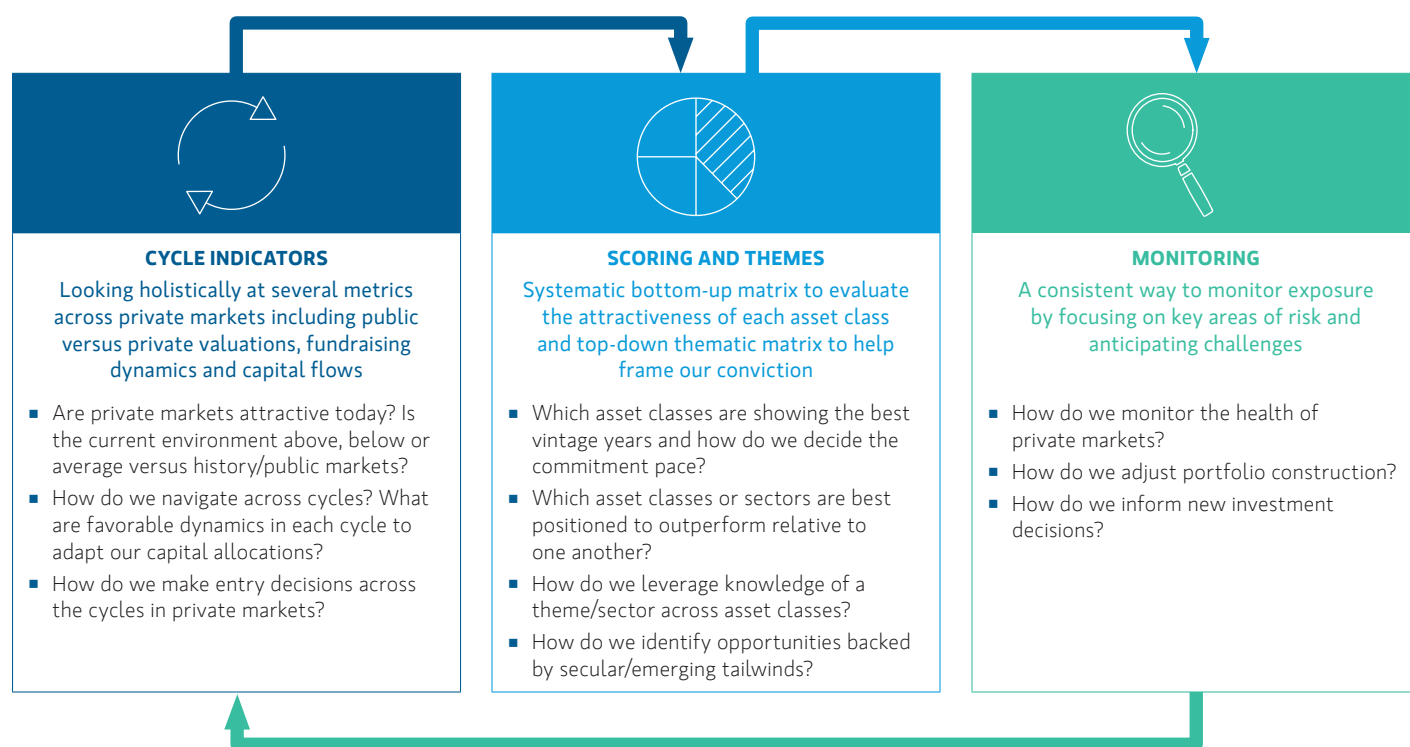 CYCLE INDICATORS
Looking holistically at several metrics
across private markets including public
versus private valuations, fundraising
dynamics and capital flows
▪ Are private markets attractive today? Is
the current environment above, below or
average versus history/public markets?
▪ How do we navigate across cycles? What
are favorable dynamics in each cycle to
adapt our capital allocations?
▪ How do we make entry decisions across
the cycles in private markets?
SCORING AND THEMES
Systematic bottom-up matrix to evaluate
the attractiveness of each asset class
and top-down thematic matrix to help
frame our conviction
▪ Which asset classes are showing the best
vintage years and how do we decide the
commitment pace?
▪ Which asset classes or sectors are best
positioned to outperform relative to
one another?
▪ How do we leverage knowledge of a
theme/sector across asset classes?
▪ How do we identify opportunities backed
by secular/emerging tailwinds?
MONITORING
A consistent way to monitor exposure
by focusing on key areas of risk and
anticipating challenges
▪ How do we monitor the health of
private markets?
▪ How do we adjust portfolio construction?
▪ How do we inform new investment
decisions?